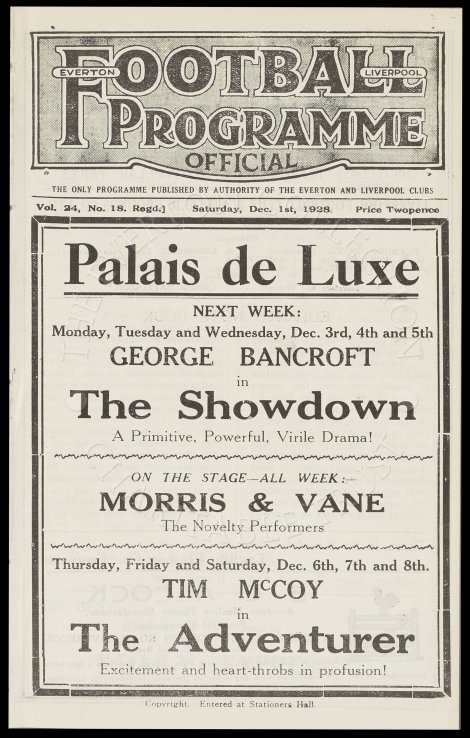 FOOTBALL
EVERTON LIVERPOOL
PROGRAMME
OFFICIAL
THE ONLY PROGRAMME PUBLISHED BY AUTHORITY OF THE EVERTON AND LIVERPOOL CLUBS
Vol. 24, No. 18. Regd.] Saturday, Dec. 1st, 1928. Price Twopence
Palais de Luxe
NEXT WEEK:
Monday, Tuesday and Wednesday, Dec. 3rd, 4th and 5th
GEORGE BANCROFT
in
The Showdown
A Primitive, Powerful, Virile Drama!
ON THE STAGE—ALL WEEK:-
MORRIS & VANE
The Novelty Performers
Thursday, Friday and Saturday, Dec. 6th, 7th and 8th.
TIM McCOY
in
The Adventurer
Excitement and heart-throbs in profusion!
Copyright. Entered at Stationers Hall